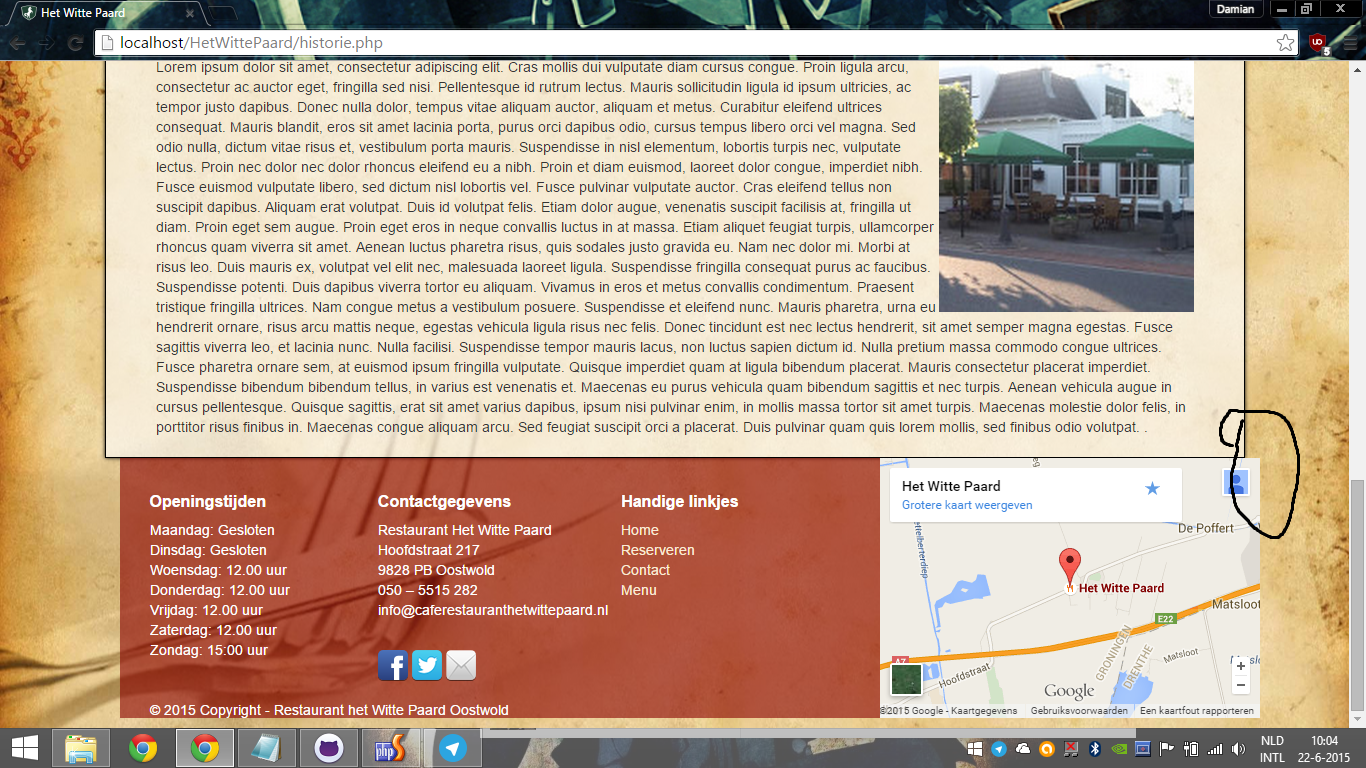 Het Witte Paard
Damian
localhost/HetWittePaard/historie.php
5
Lorem ipsum dolor sit amet, consectetur adipiscing elit. Cras mollis dui vulputate diam cursus congue. Proin ligula arcu,
consectetur ac auctor eget, fringilla sed nisi. Pellentesque id rutrum lectus. Mauris sollicitudin ligula id ipsum ultricies, ac
tempor justo dapibus. Donec nulla dolor, tempus vitae aliquam auctor, aliquam et metus. Curabitur eleifend ultrices
consequat. Mauris blandit, eros sit amet lacinia porta, purus orci dapibus odio, cursus tempus libero orci vel magna. Sed
odio nulla, dictum vitae risus et, vestibulum porta mauris. Suspendisse in nisl elementum, lobortis turpis nec, vulputate
lectus. Proin nec dolor nec dolor rhoncus eleifend eu a nibh. Proin et diam euismod, laoreet dolor congue, imperdiet nibh.
Fusce euismod vulputate libero, sed dictum nisl lobortis vel. Fusce pulvinar vulputate auctor. Cras eleifend tellus non
suscipit dapibus. Aliquam erat volutpat. Duis id volutpat felis. Etiam dolor augue, venenatis suscipit facilisis at, fringilla ut
diam. Proin eget sem augue. Proin eget eros in neque convallis luctus in at massa. Etiam aliquet feugiat turpis, ullamcorper
rhoncus quam viverra sit amet. Aenean luctus pharetra risus, quis sodales justo gravida eu. Nam nec dolor mi. Morbi at
risus leo. Duis mauris ex, volutpat vel elit nec, malesuada laoreet ligula. Suspendisse fringilla consequat purus ac faucibus.
Suspendisse potenti. Duis dapibus viverra tortor eu aliquam. Vivamus in eros et metus convallis condimentum. Praesent
tristique fringilla ultrices. Nam congue metus a vestibulum posuere. Suspendisse et eleifend nunc. Mauris pharetra, urna eu
hendrerit ornare, risus arcu mattis neque, egestas vehicula ligula risus nec felis. Donec tincidunt est nec lectus hendrerit, sit amet semper magna egestas. Fusce
sagittis viverra leo, et lacinia nunc. Nulla facilisi. Suspendisse tempor mauris lacus, non luctus sapien dictum id. Nulla pretium massa commodo congue ultrices.
Fusce pharetra ornare sem, at euismod ipsum fringilla vulputate. Quisque imperdiet quam at ligula bibendum placerat. Mauris consectetur placerat imperdiet.
Suspendisse bibendum bibendum tellus, in varius est venenatis et. Maecenas eu purus vehicula quam bibendum sagittis et nec turpis. Aenean vehicula augue in
cursus pellentesque. Quisque sagittis, erat sit amet varius dapibus, ipsum nisi pulvinar enim, in mollis massa tortor sit amet turpis. Maecenas molestie dolor felis, in
porttitor risus finibus in. Maecenas congue aliquam arcu. Sed feugiat suscipit orci a placerat. Duis pulvinar quam quis lorem mollis, sed finibus odio volutpat. .
Openingstijden
Maandag: Gesloten
Dinsdag: Gesloten
Woensdag: 12.00 uur
Donderdag: 12.00 uur
Vrijdag: 12.00 uur
Zaterdag: 12.00 uur
Zondag: 15:00 uur
Contactgegevens
Restaurant Het Witte Paard
Hoofdstraat 217
9828 PB Oostwold
050 – 5515 282
info@caferestauranthetwittepaard.nl
Handige linkjes
Home
Reserveren
Contact
Menu
© 2015 Copyright - Restaurant het Witte Paard Oostwold
Het Witte Paard
Grotere kaart weergeven
De Poffert
Het Witte Paard
Matsloot
E22
A7
GRONINGEN
DRENTHE
Matsloot
Hoofdstraat
Google
©2015 Google - Kaartgegevens
Gebruiksvoorwaarden
Een kaartfout rapporteren
php
NLD
INTL
10:04
22-6-2015